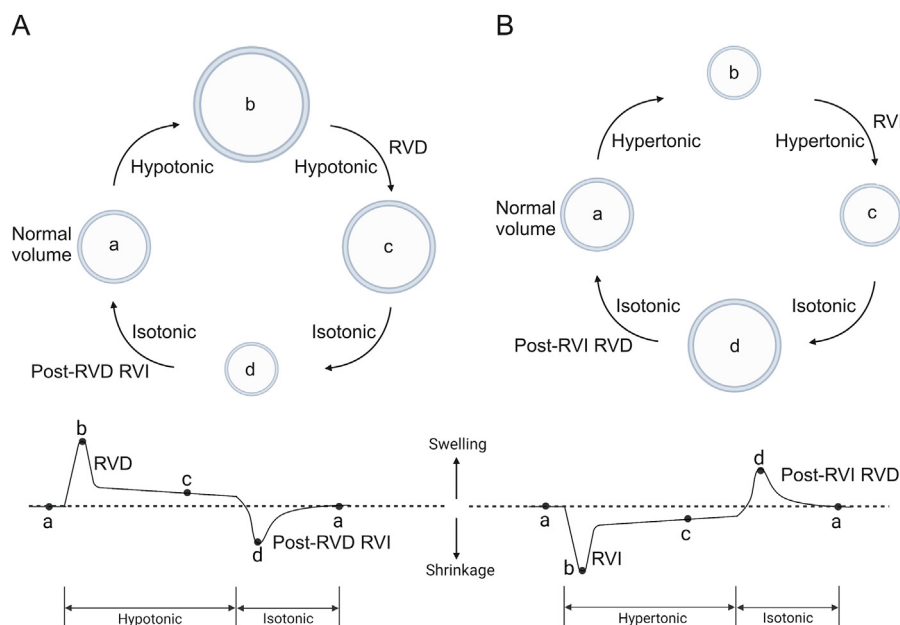 A
b
Hypotonic
Hypotonic
RVD
Normal
volume
a
c
Isotonic
Isotonic
Post-RVD RVI
d
B
b
Hypertonic
Hypertonic
RVI
Normal
volume
a
c
Isotonic
Isotonic
Post-RVI RVD
d
b
RVD
c
a
a
d
Post-RVD RVI
Hypotonic
Isotonic
Swelling
Shrinkage
d
Post-RVI RVD
a
a
c
b
RVI
Hypertonic
Isotonic